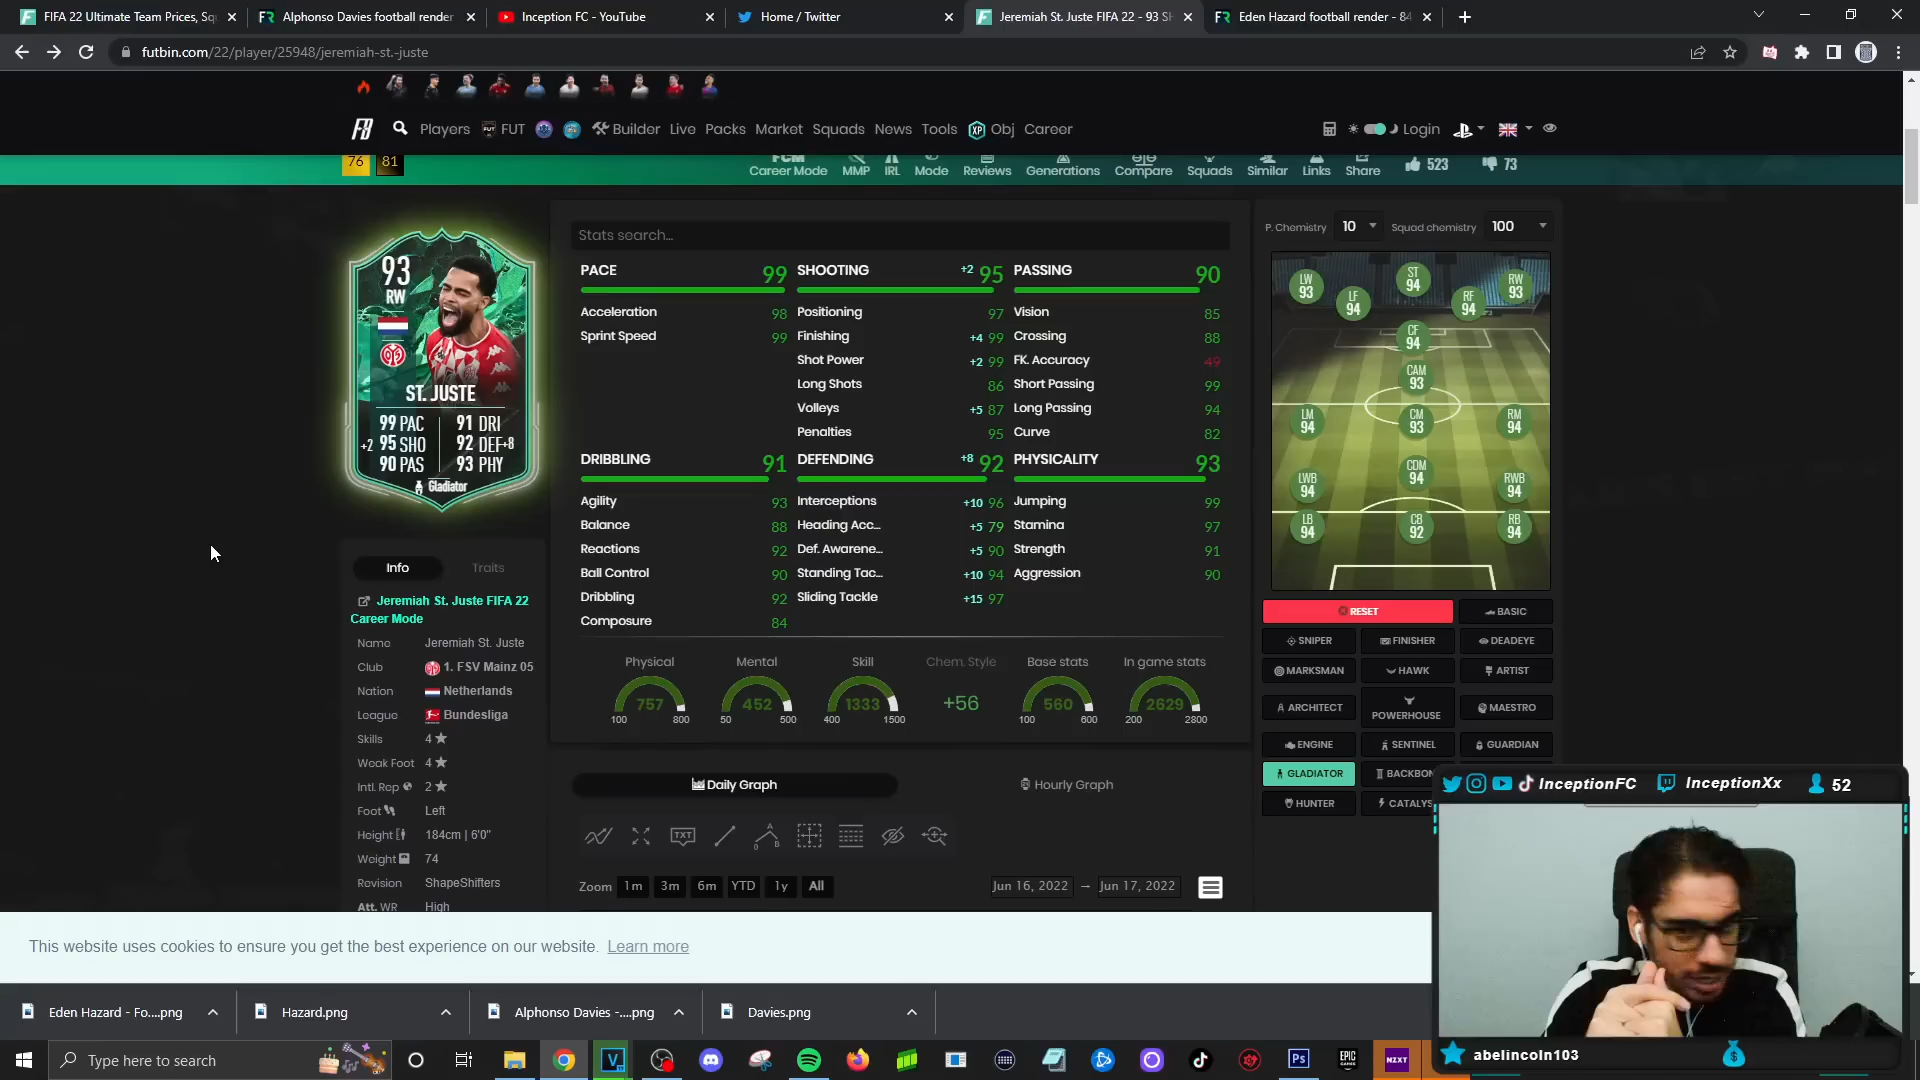 FIFA 22 Ultimate Team Prices, Sq
Alphonso Davies football render
Inception FC - YouTube
Home / Twitter
Jeremiah St. Juste FIFA 22 - 93 S
Eden Hazard football render - 84
futbin.com/22/player/25948/jeremiah-st.-juste
Players FUT Builder Live Packs Market Squads News Tools XP Obj Career Login
76 81
FCM Career Mode MMP IRL Mode Reviews Generations Compare Squads Similar Links Share 523 73
93
RW
ST. JUSTE
99 PAC 91 DRI
+2 95 SHO 92 DEF+8
90 PAS 93 PHY
Gladiator
Stats search...
PACE 99
Acceleration 98
Sprint Speed 99
SHOOTING +2 95
Positioning 97
Finishing +4 99
Shot Power +2 99
Long Shots 86
Volleys +5 87
Penalties 95
PASSING 90
Vision 85
Crossing 88
FK. Accuracy 49
Short Passing 99
Long Passing 94
Curve 82
DRIBBLING 91
Agility 93
Balance 88
Reactions 92
Ball Control 90
Dribbling 92
Composure 84
DEFENDING +8 92
Interceptions +10 96
Heading Acc... +5 79
Def. Awarene... +5 90
Standing Tac... +10 94
Sliding Tackle +15 97
PHYSICALITY 93
Jumping 99
Stamina 97
Strength 91
Aggression 90
Physical Mental Skill Chem. Style Base stats In game stats
757 452 1333 +56 560 2629
100 800 50 500 400 1500 100 600 200 2800
P. Chemistry 10 Squad chemistry 100
LW 93
ST 94
RW 93
LF 94
RF 94
CF 94
CAM 93
LM 94
CM 93
RM 94
CDM 94
LWB 94
RWB 94
LB 94
CB 92
RB 94
RESET BASIC
SNIPER FINISHER DEADEYE
MARKSMAN HAWK ARTIST
ARCHITECT POWERHOUSE MAESTRO
ENGINE SENTINEL GUARDIAN
GLADIATOR BACKBON
HUNTER CATALYS
Info Traits
Jeremiah St. Juste FIFA 22
Career Mode
Name Jeremiah St. Juste
Club 1. FSV Mainz 05
Nation Netherlands
League Bundesliga
Skills 4
Weak Foot 4
Intl. Rep 2
Foot Left
Height 184cm | 6'0"
Weight 74
Revision ShapeShifters
Att. WR High
Daily Graph Hourly Graph
TXT
Zoom 1m 3m 6m YTD 1y All
Jun 16, 2022 → Jun 17, 2022
InceptionFC InceptionXx 52
abelincoln103
This website uses cookies to ensure you get the best experience on our website. Learn more
Eden Hazard - Fo....png
Hazard.png
Alphonso Davies -....png
Davies.png
Type here to search
Ps
EPIC GAMES
NZXT